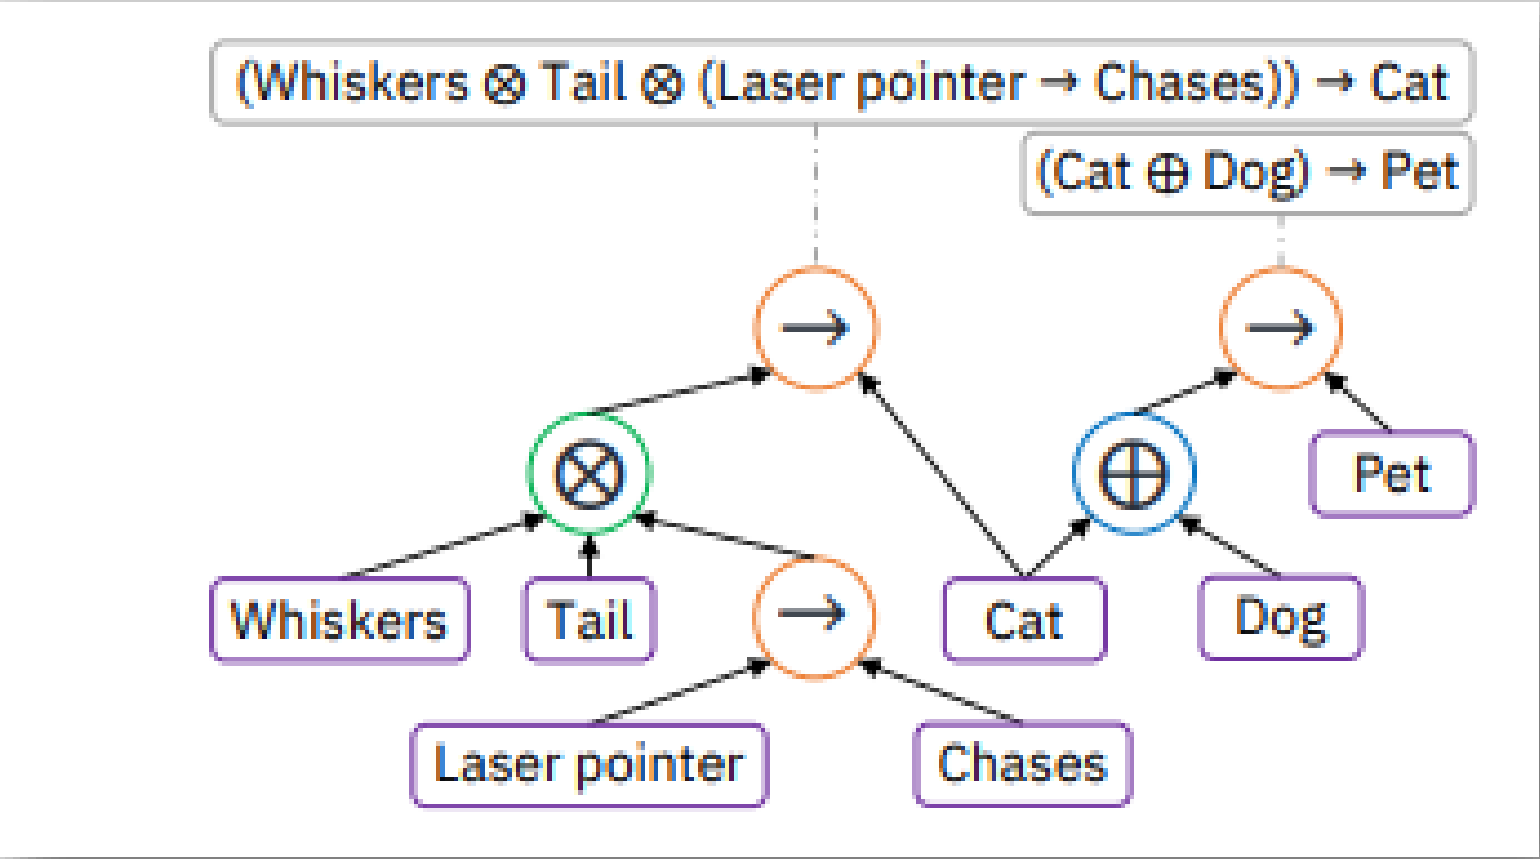 (Whiskers ⊗ Tail ⊗ (Laser pointer → Chases)) → Cat
(Cat ⊕ Dog) → Pet
→
→
⊗
⊕
Pet
Whiskers
Tail
→
Cat
Dog
Laser pointer
Chases